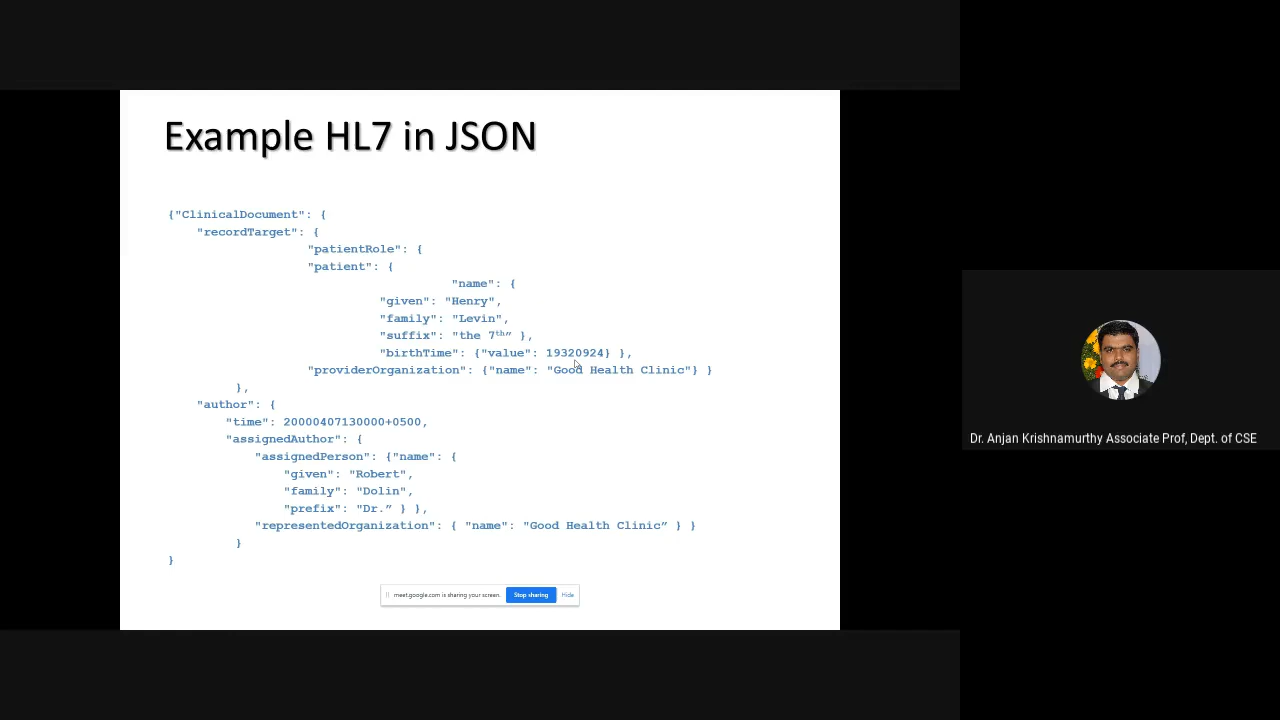 Example HL7 in JSON
{"ClinicalDocument": {
"recordTarget": {
"patientRole": {
"patient": {
"name": {
"given": "Henry",
"family": "Levin",
"suffix": "the 7th” },
"birthTime": {"value": 19320924} },
"providerOrganization": {"name": "Good Health Clinic"} }
},
"author": {
"time": 20000407130000+0500,
"assignedAuthor": {
"assignedPerson": {"name": {
"given": "Robert",
"family": "Dolin",
"prefix": "Dr.” } },
"representedOrganization": { "name": "Good Health Clinic” } }
}
}
meet.google.com is sharing your screen. Stop sharing Hide
Dr. Anjan Krishnamurthy Associate Prof, Dept. of CSE